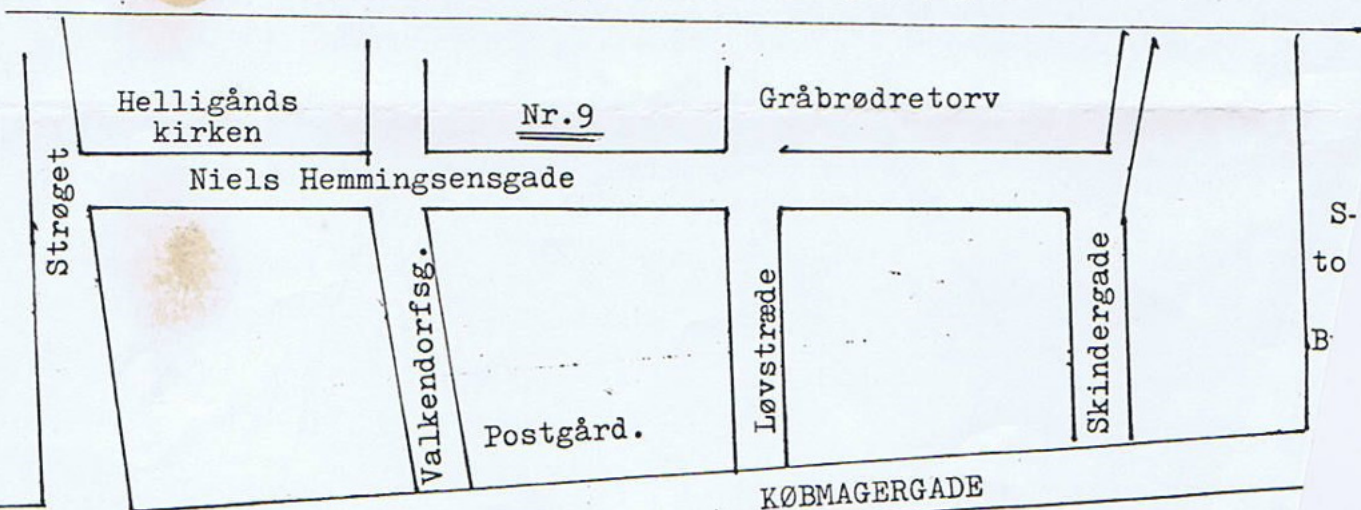 Helligånds
kirken
Nr.9
Gråbrødretorv
Niels Hemmingsensgade
Strøget
Valkendorfsg.
Postgård.
Løvstræde
Skindergade
S-
to
B
KØBMAGERGADE